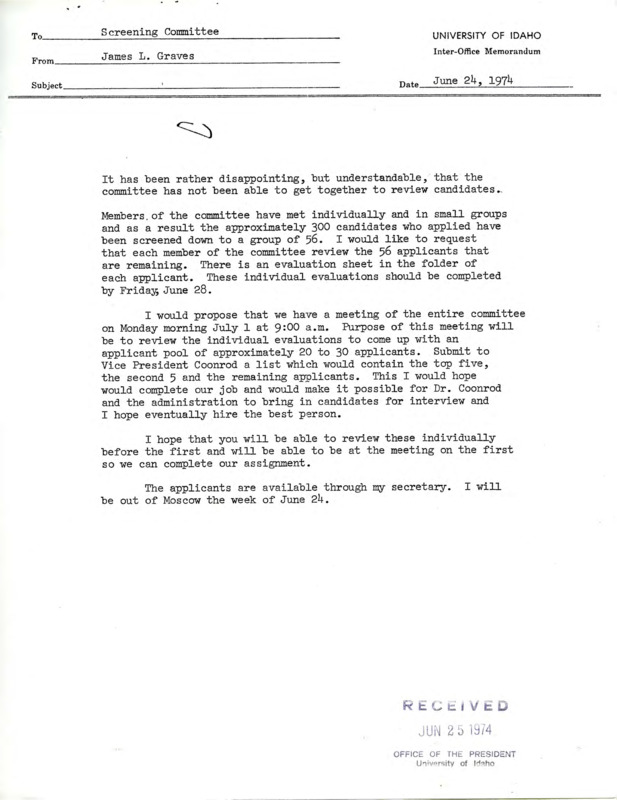 To Screening Committee
UNIVERSITY OF IDAHO
Inter-Office Memorandum
From James L. Graves
Subject
Date June 24, 1974
It has been rather disappointing, but understandable, that the
committee has not been able to get together to review candidates.
Members of the committee have met individually and in small groups
and as a result the approximately 300 candidates who applied have
been screened down to a group of 56. I would like to request
that each member of the committee review the 56 applicants that
are remaining. There is an evaluation sheet in the folder of
each applicant. These individual evaluations should be completed
by Friday, June 28.
I would propose that we have a meeting of the entire committee
on Monday morning July 1 at 9:00 a.m. Purpose of this meeting will
be to review the individual evaluations to come up with an
applicant pool of approximately 20 to 30 applicants. Submit to
Vice President Coonrod a list which would contain the top five,
the second 5 and the remaining applicants. This I would hope
would complete our job and would make it possible for Dr. Coonrod
and the administration to bring in candidates for interview and
I hope eventually hire the best person.
I hope that you will be able to review these individually
before the first and will be able to be at the meeting on the first
so we can complete our assignment.
The applicants are available through my secretary. I will
be out of Moscow the week of June 24.
RECEIVED
JUN 25 1974
OFFICE OF THE PRESIDENT
University of Idaho